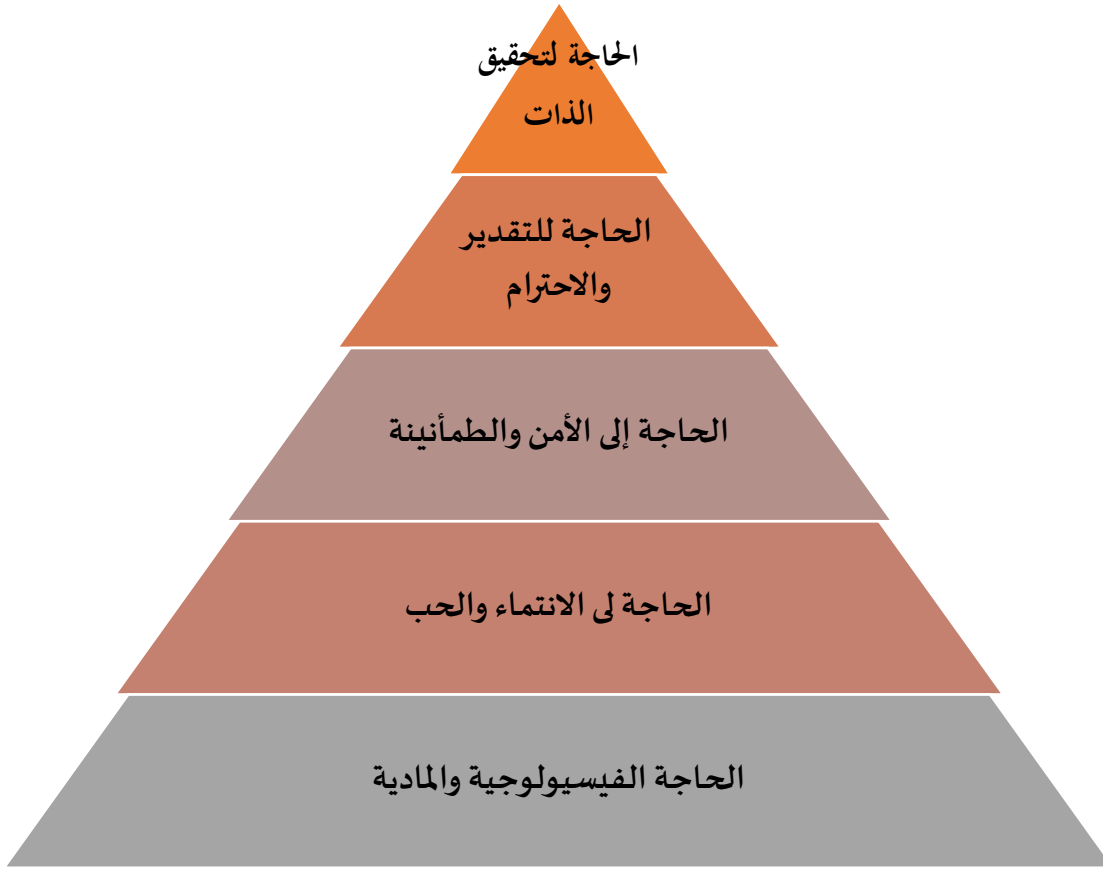 الحاجة لتحقيق
الذات
الحاجة للتقدير
والاحترام
الحاجة إلى الأمن والطمأنينة
الحاجة لى الانتماء والحب
الحاجة الفيسيولوجية والمادية